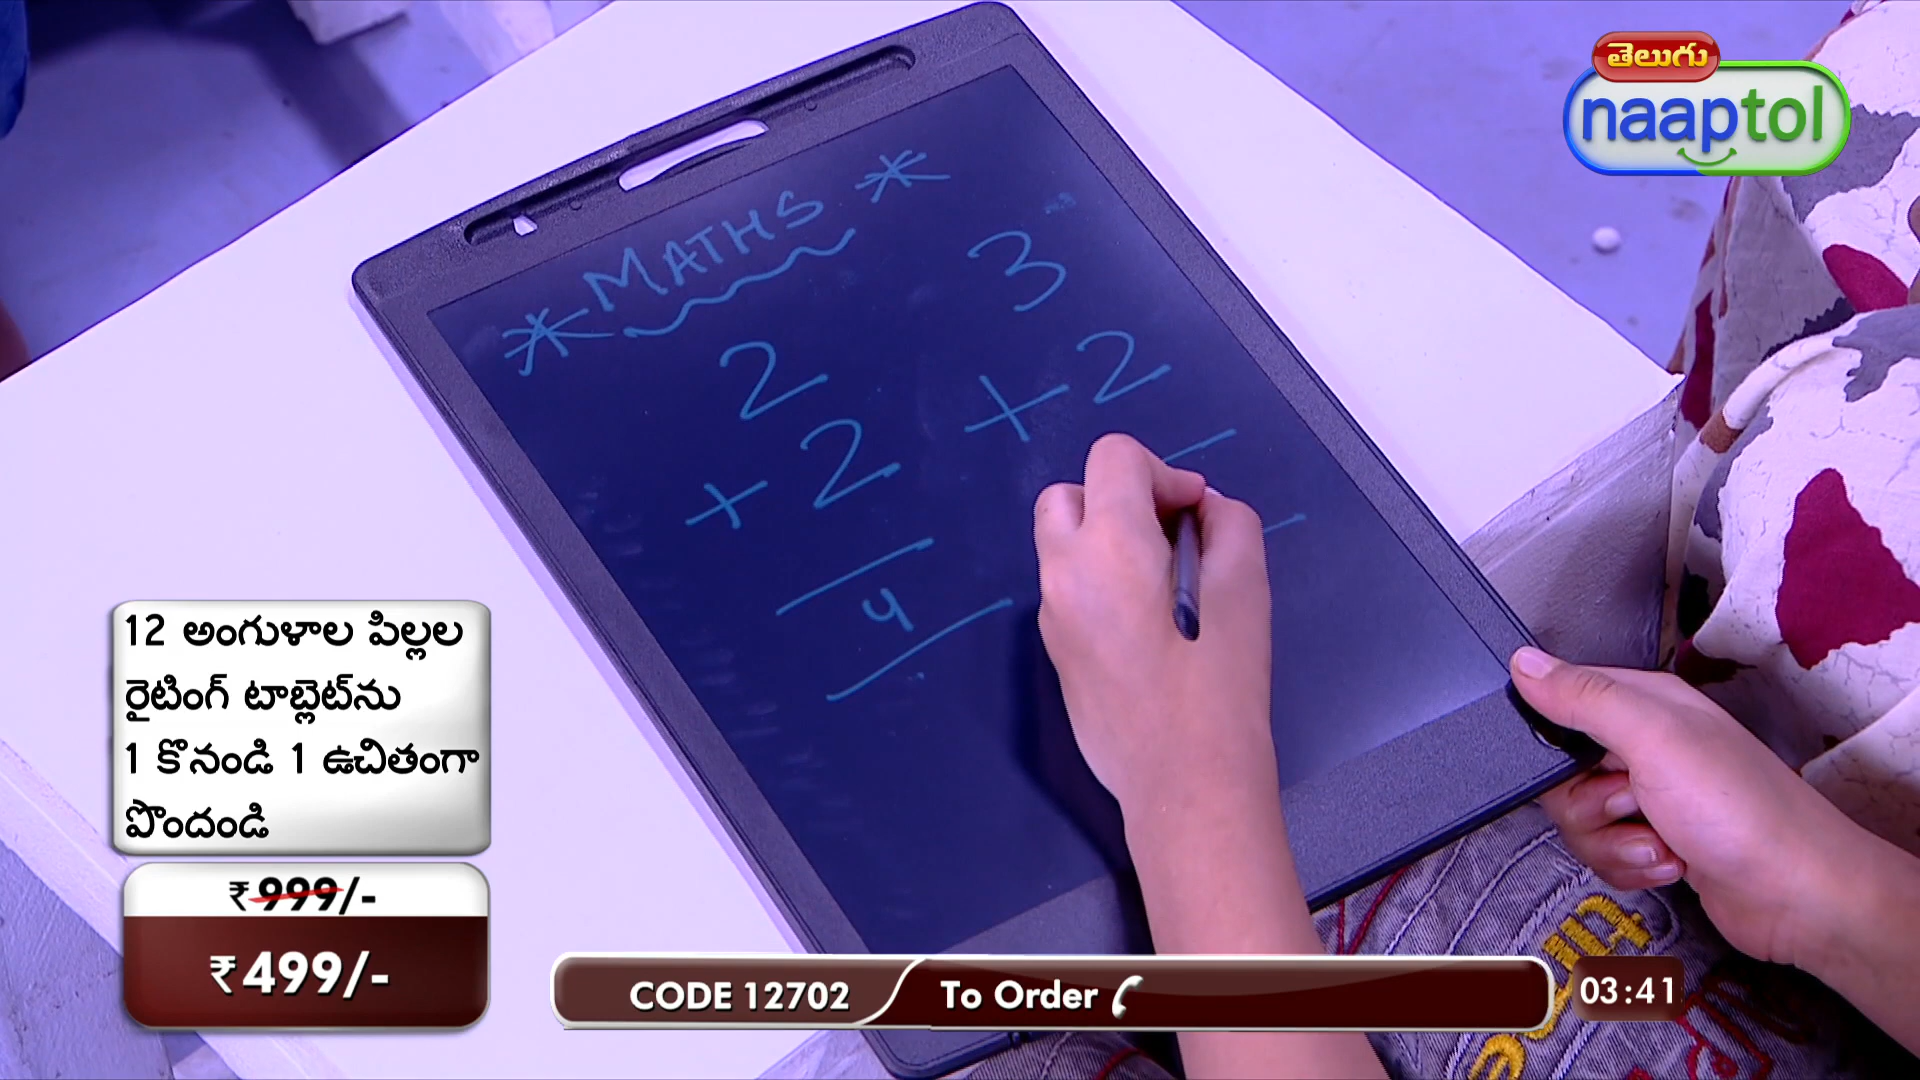 తెలుగు
naaptol
* MATHS *
2
+ 2
4
3
+ 2
12 అంగుళాల పిల్లల
రైటింగ్ టాబ్లెట్‌ను
1 కొనండి 1 ఉచితంగా
పొందండి
₹999/-
₹499/-
CODE 12702 To Order
03:41